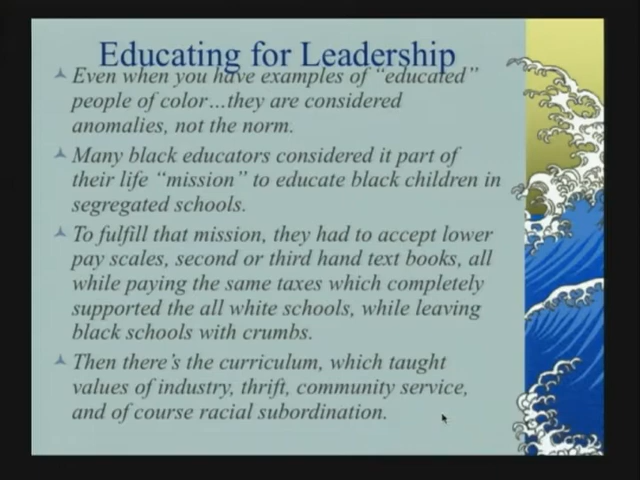 Educating for Leadership
Even when you have examples of “educated”
people of color…they are considered
anomalies, not the norm.
Many black educators considered it part of
their life “mission” to educate black children in
segregated schools.
To fulfill that mission, they had to accept lower
pay scales, second or third hand text books, all
while paying the same taxes which completely
supported the all white schools, while leaving
black schools with crumbs.
Then there’s the curriculum, which taught
values of industry, thrift, community service,
and of course racial subordination.